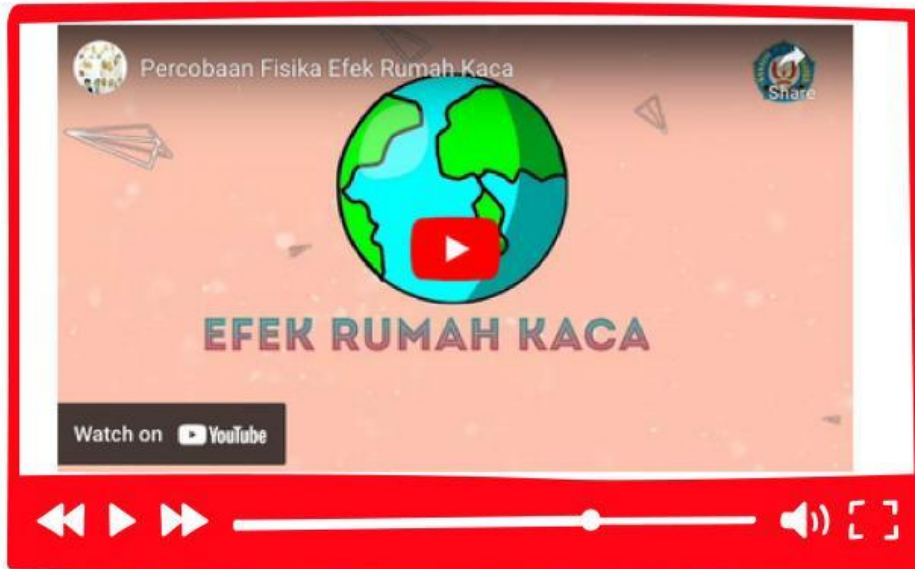 Percobaan Fisika Efek Rumah Kaca
Share
EFEK RUMAH KACA
Watch on YouTube